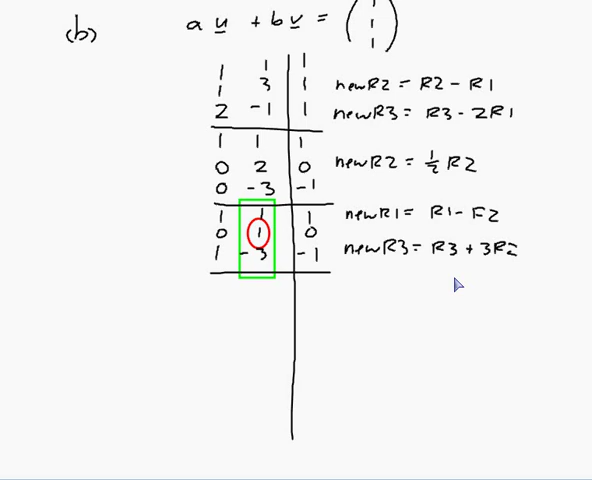 (b) a u + b v = ( 1 1 1 )
1 1 | 1
1 3 | 1 newR2 = R2 - R1
2 -1 | 1 newR3 = R3 - 2R1
1 1 | 1
0 2 | 0 newR2 = ½ R2
0 -3 | -1
1 1 | 1 newR1 = R1 - F2
0 1 | 0
1 -3 | -1 newR3 = R3 + 3R2